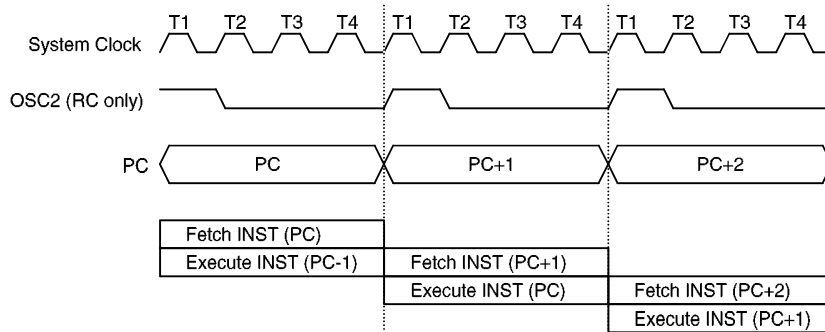 T1 T2 T3 T4 T1 T2 T3 T4 T1 T2 T3 T4
System Clock
OSC2 (RC only)
PC PC PC+1 PC+2
Fetch INST (PC)
Execute INST (PC-1) Fetch INST (PC+1)
Execute INST (PC) Fetch INST (PC+2)
Execute INST (PC+1)